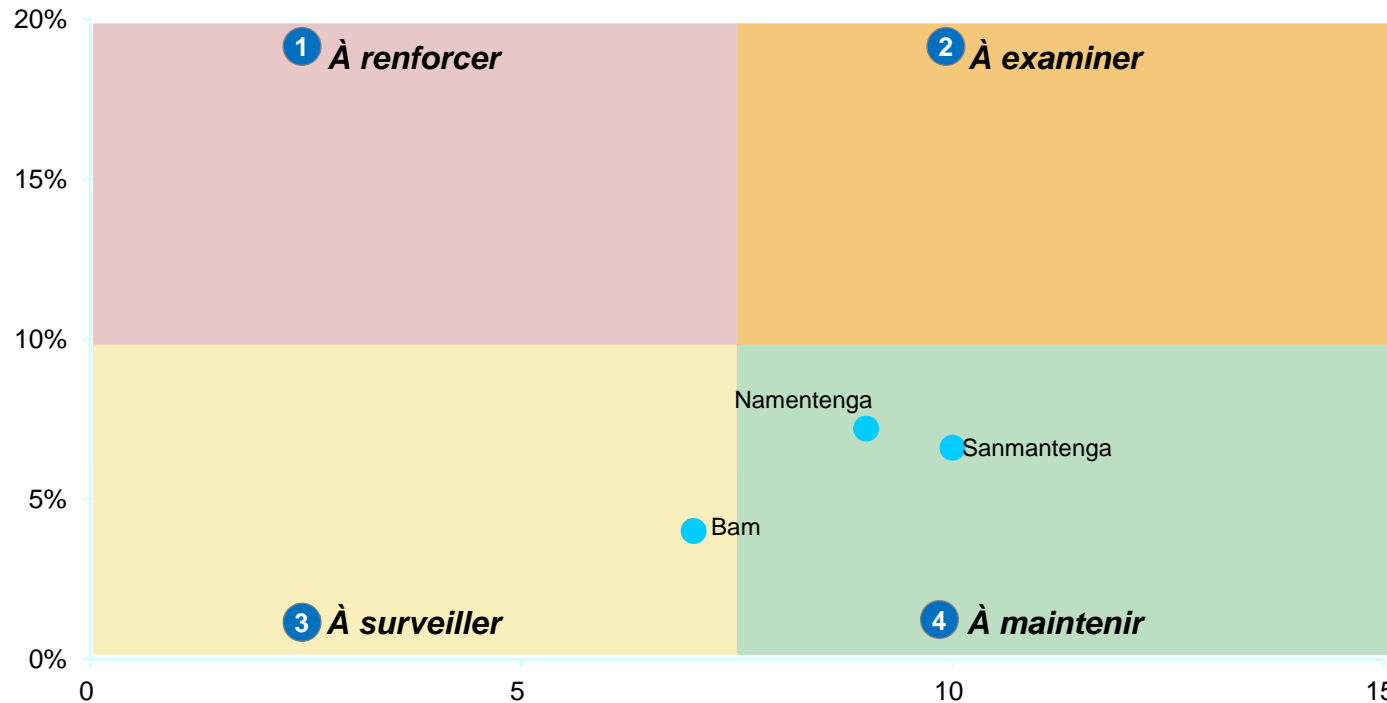 20%
1 À renforcer
2 À examiner
15%
10%
Namentenga
Sanmantenga
5%
Bam
3 À surveiller
4 À maintenir
0%
0
5
10
15